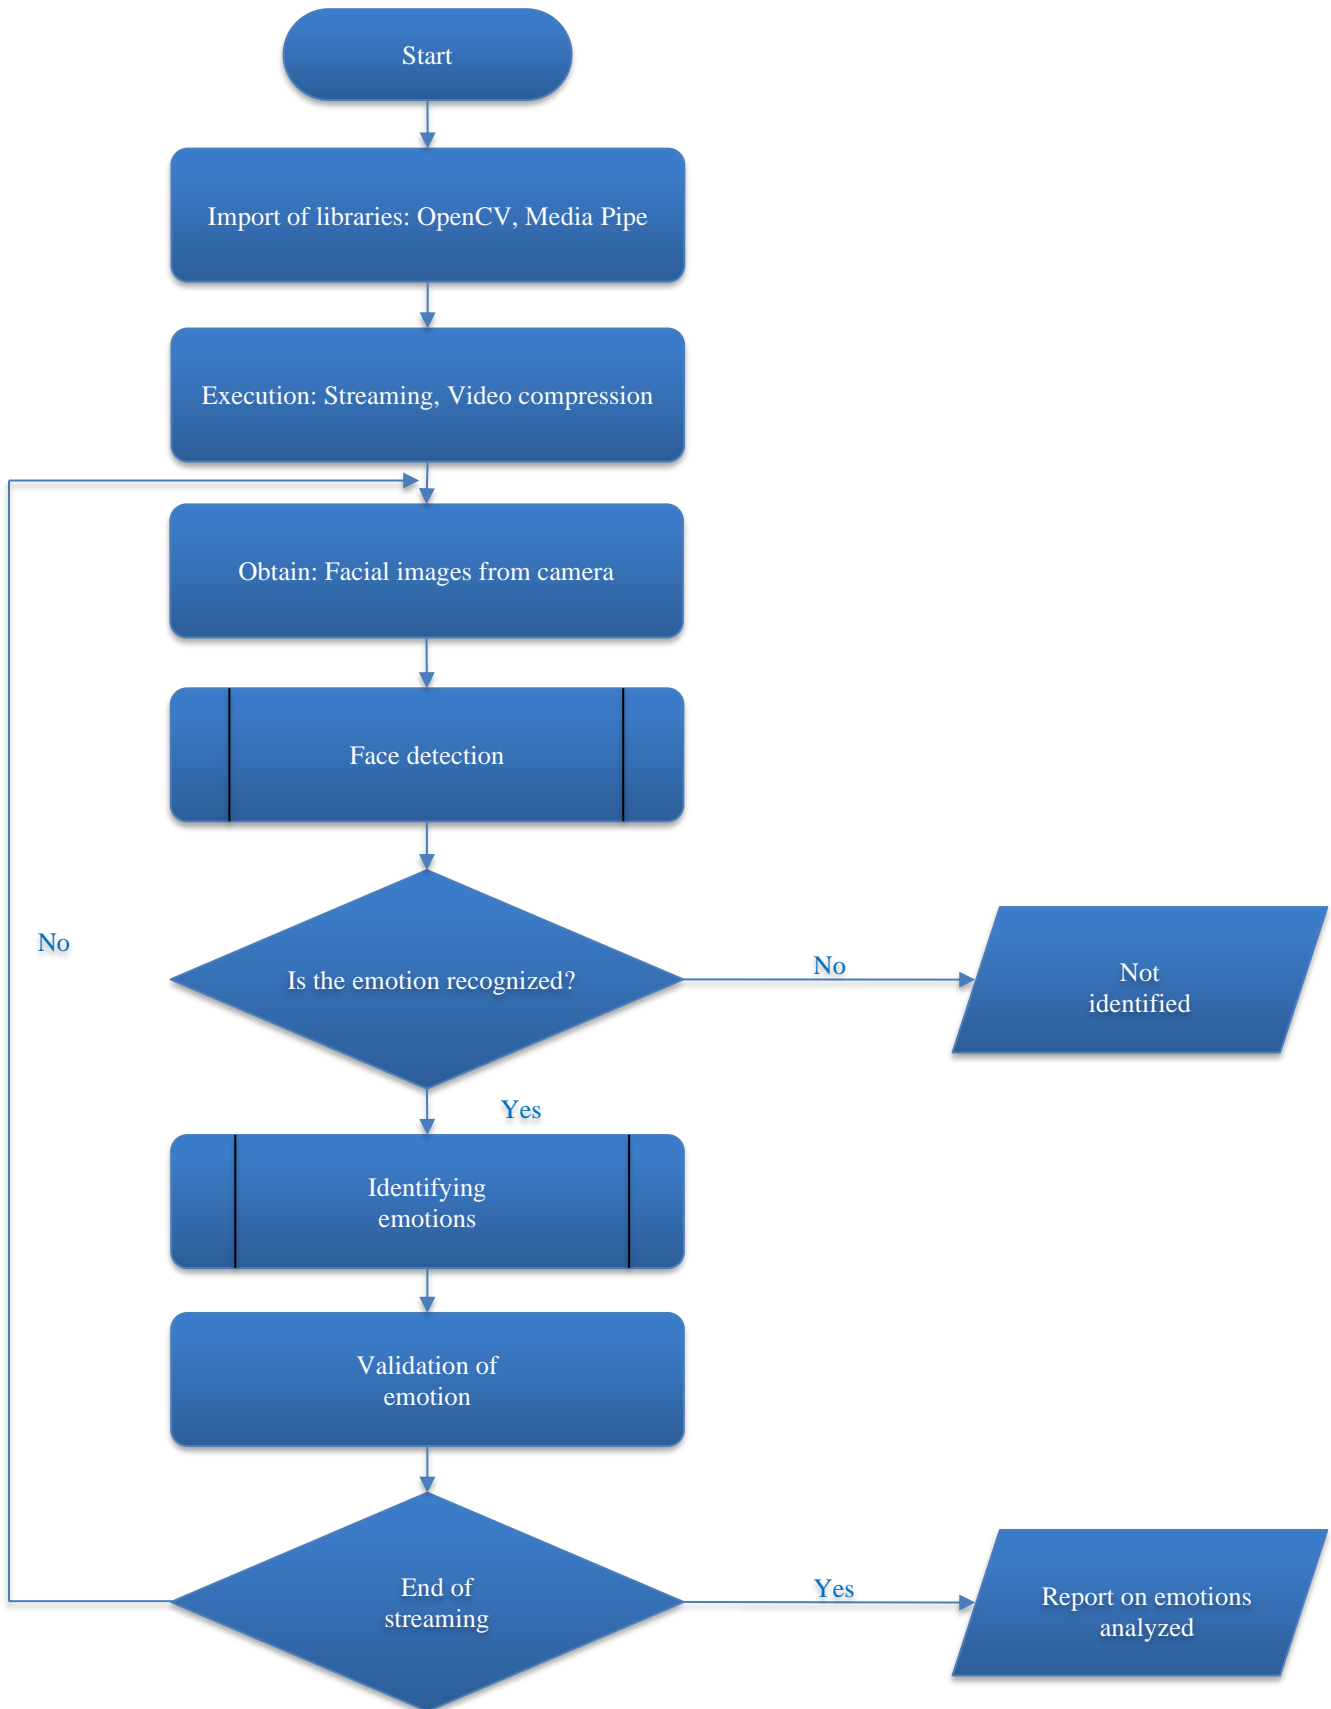 Start
Import of libraries: OpenCV, Media Pipe
Execution: Streaming, Video compression
Obtain: Facial images from camera
Face detection
No
Is the emotion recognized?
No
Not
identified
Yes
Identifying
emotions
Validation of
emotion
End of
streaming
Yes
Report on emotions
analyzed